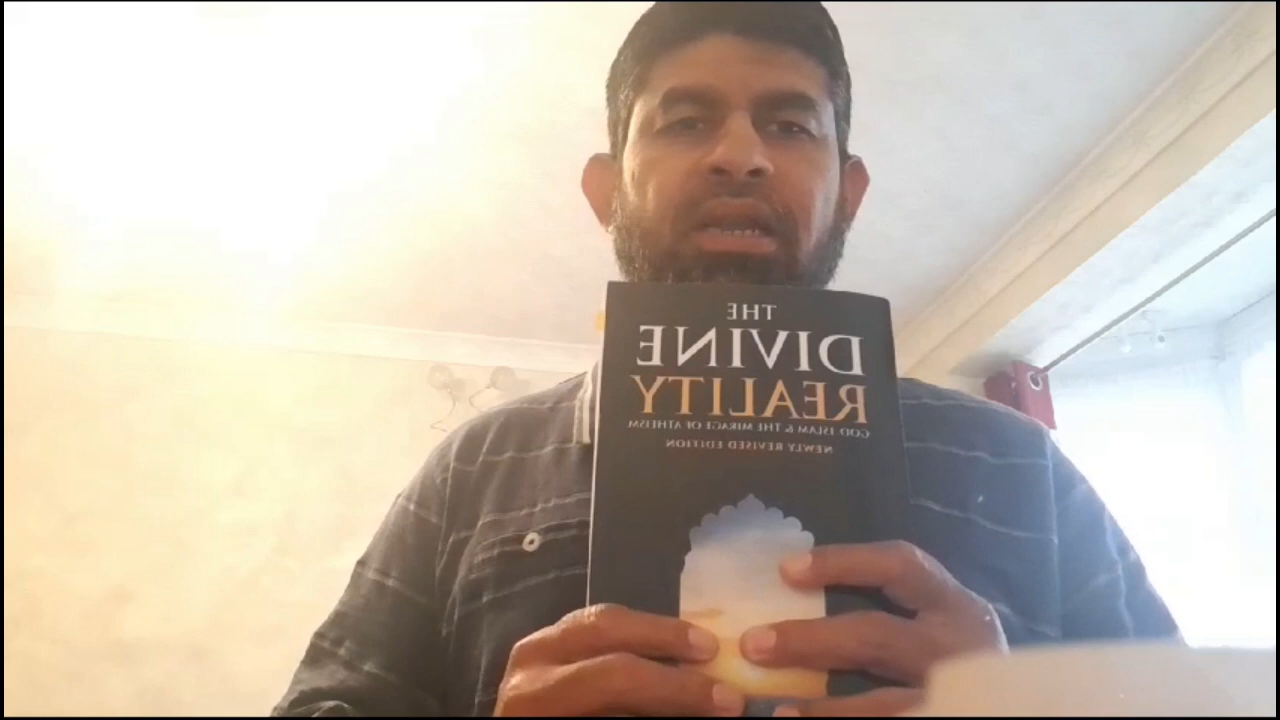 THE
DIVINE
REALITY
GOD, ISLAM & THE MIRAGE OF ATHEISM
NEWLY REVISED EDITION